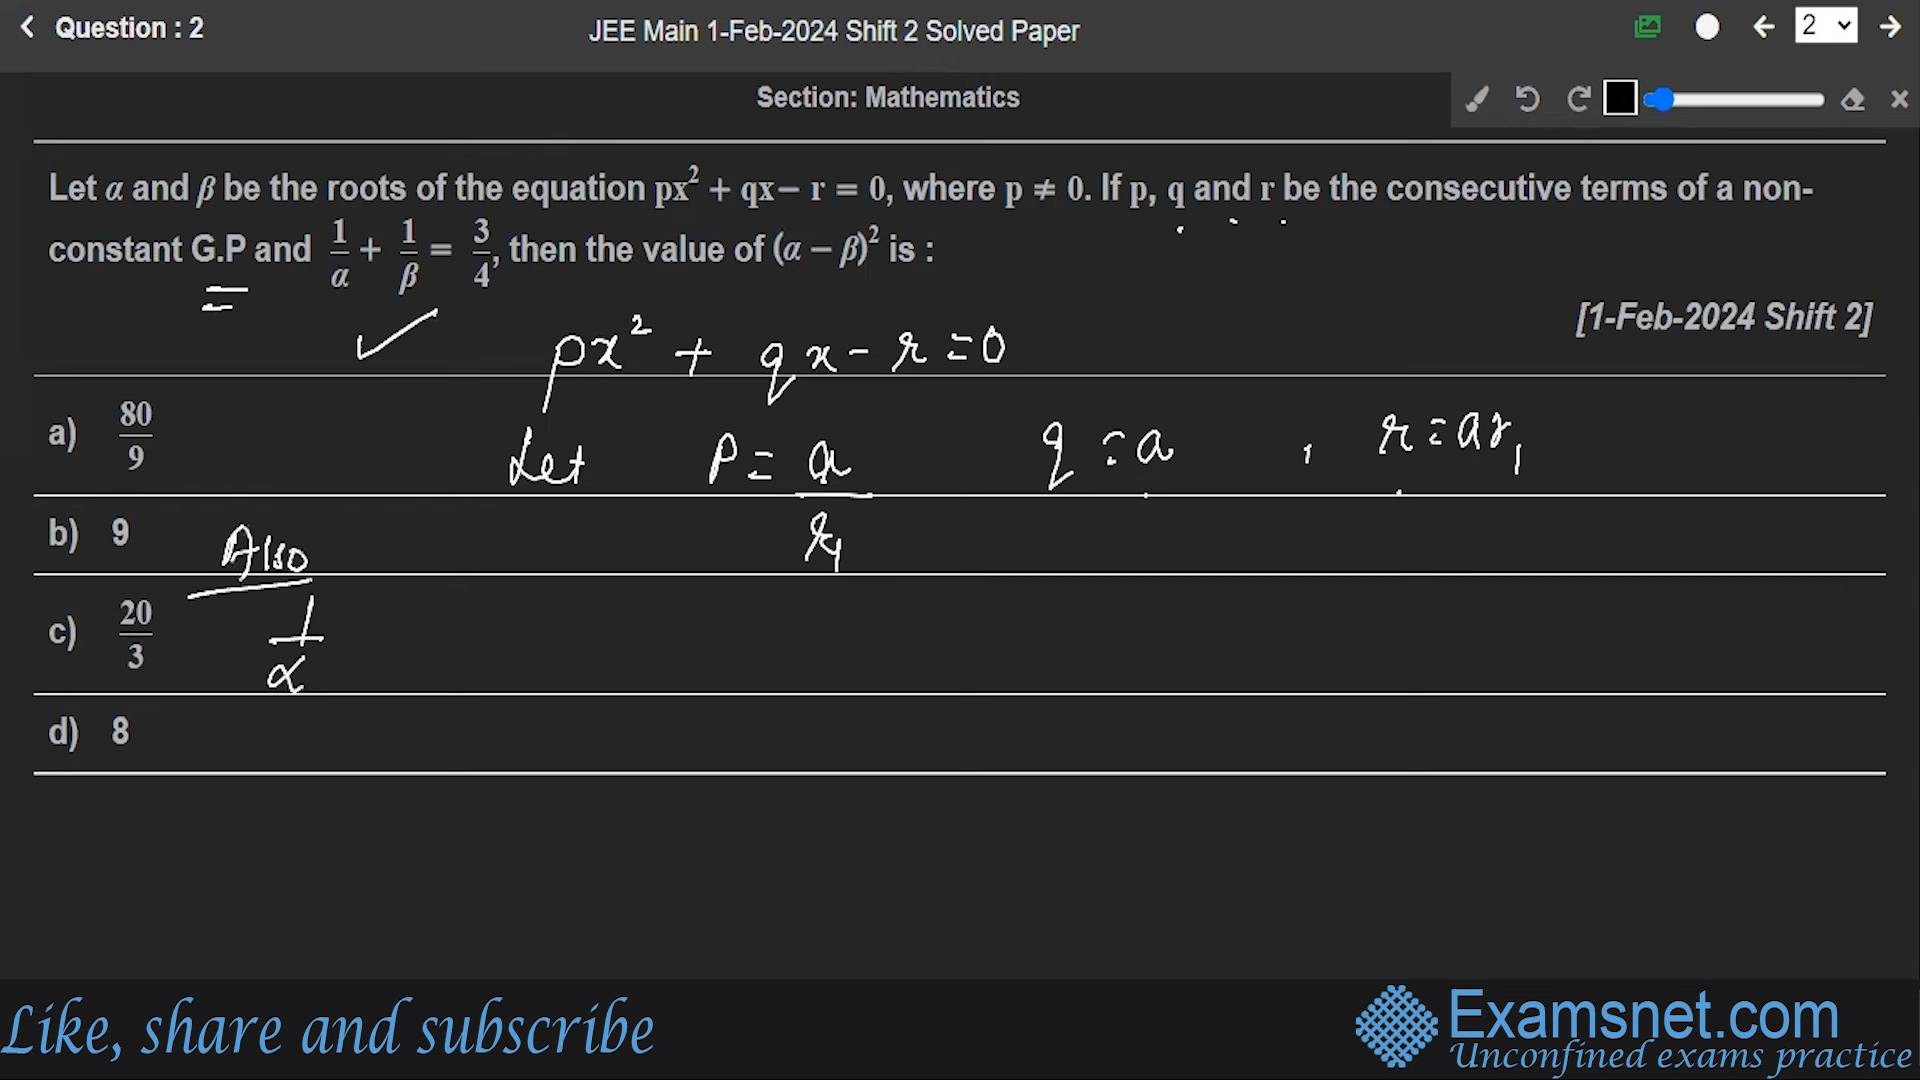 Question : 2
JEE Main 1-Feb-2024 Shift 2 Solved Paper
2
Section: Mathematics
Let α and β be the roots of the equation px² + qx− r = 0, where p ≠ 0. If p, q and r be the consecutive terms of a non-
constant G.P and 1/α + 1/β = 3/4, then the value of (α − β)² is :
[1-Feb-2024 Shift 2]
px² + qx − r = 0
a) 80/9
Let P = a/r₁ q = a , r = ar₁
b) 9
Also
c) 20/3
1/α
d) 8
Like, share and subscribe
Examsnet.com
Unconfined exams practice